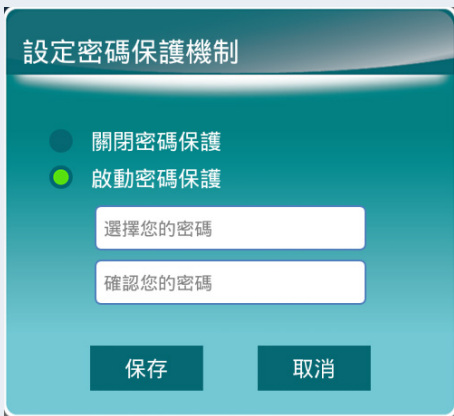 設定密碼保護機制
關閉密碼保護
啟動密碼保護
選擇您的密碼
確認您的密碼
保存
取消